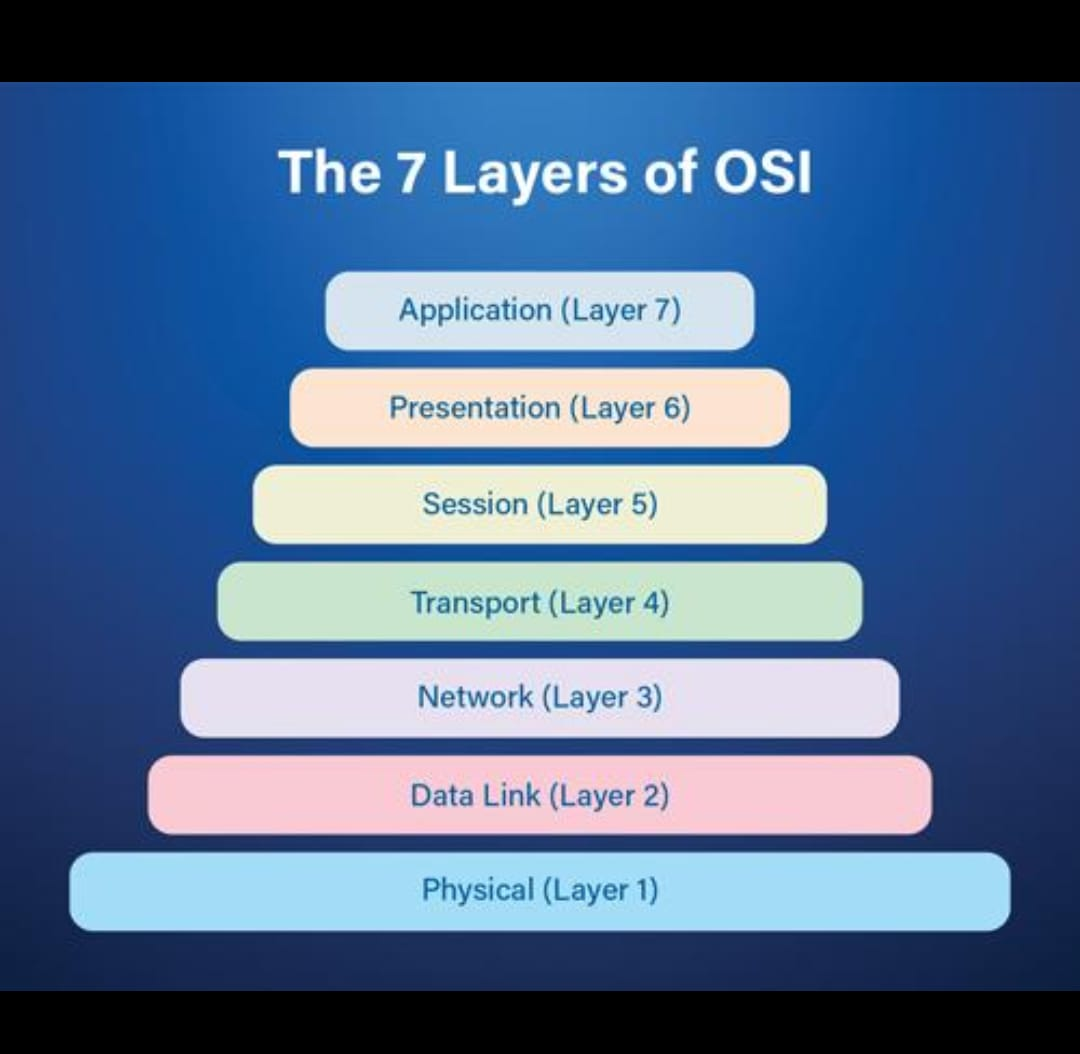 The 7 Layers of OSI
Application (Layer 7)
Presentation (Layer 6)
Session (Layer 5)
Transport (Layer 4)
Network (Layer 3)
Data Link (Layer 2)
Physical (Layer 1)